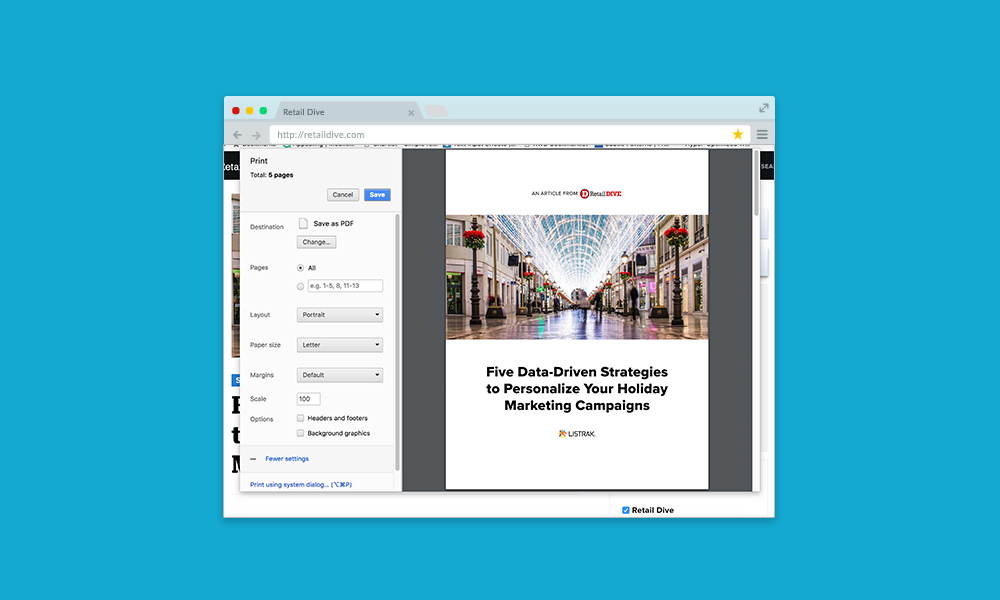 Retail Dive
http://retaildive.com
Print
Total: 5 pages
Cancel
Save
Destination
Save as PDF
Change...
Pages
All
e.g. 1-5, 8, 11-13
Layout
Portrait
Paper size
Letter
Margins
Default
Scale
100
Options
Headers and footers
Background graphics
Fewer settings
Print using system dialog... (⌥⌘P)
AN ARTICLE FROM RetailDIVE
Five Data-Driven Strategies
to Personalize Your Holiday
Marketing Campaigns
LISTRAK
Retail Dive